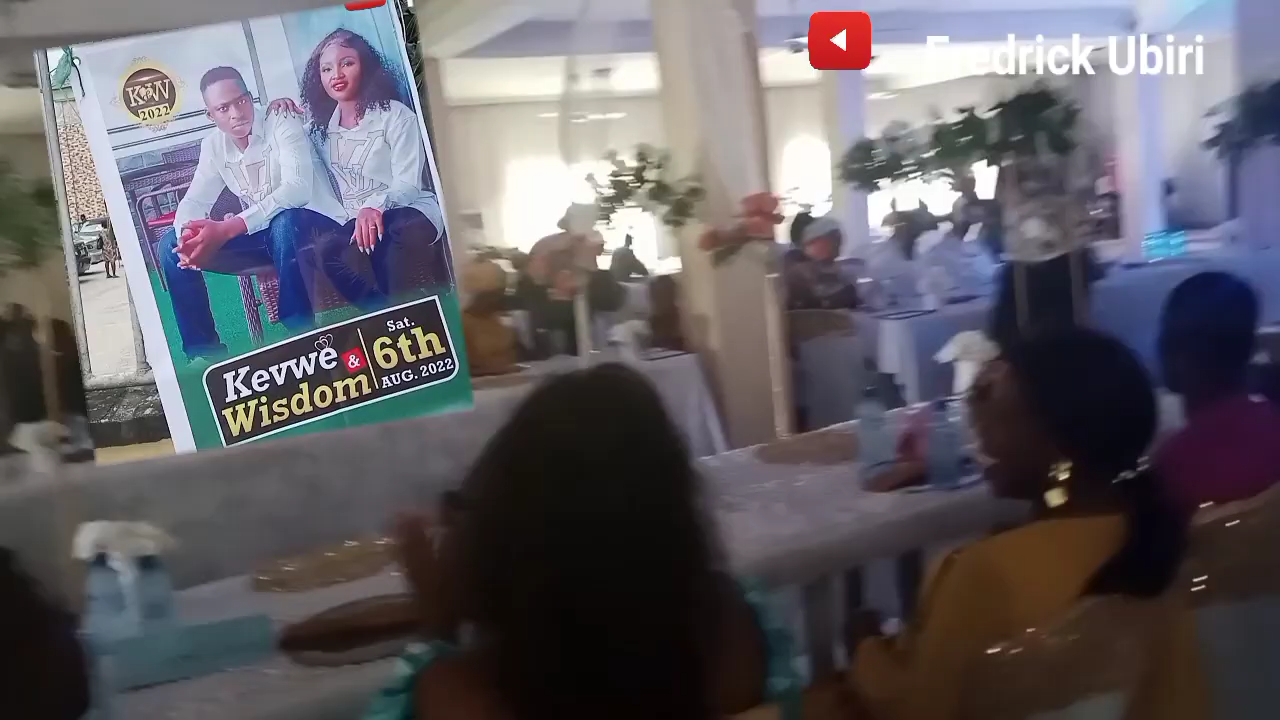 Fredrick Ubiri
K&W
2022
Kevwe &
Wisdom
Sat.
6th
AUG. 2022